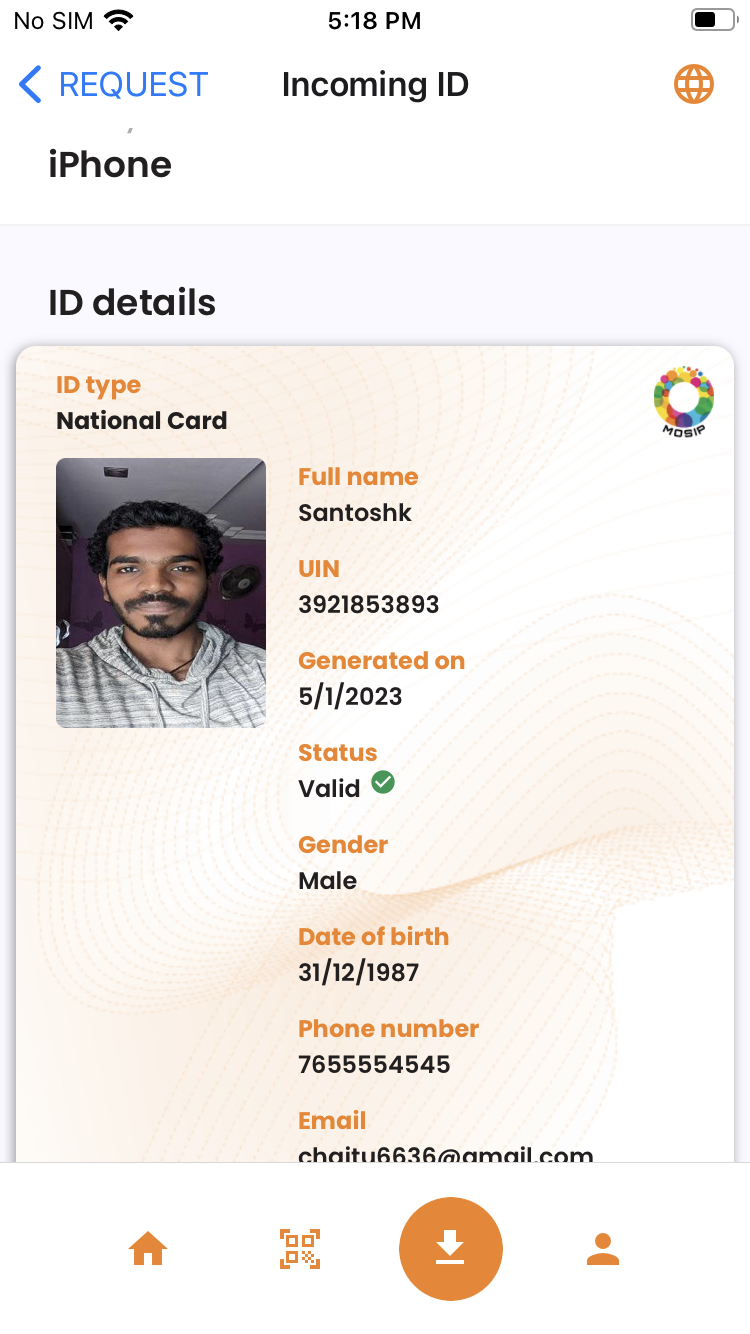 No SIM 5:18 PM
REQUEST Incoming ID
iPhone
ID details
ID type
National Card
MOSIP
Full name
Santoshk
UIN
3921853893
Generated on
5/1/2023
Status
Valid
Gender
Male
Date of birth
31/12/1987
Phone number
7655554545
Email
chaitu6636@gmail.com